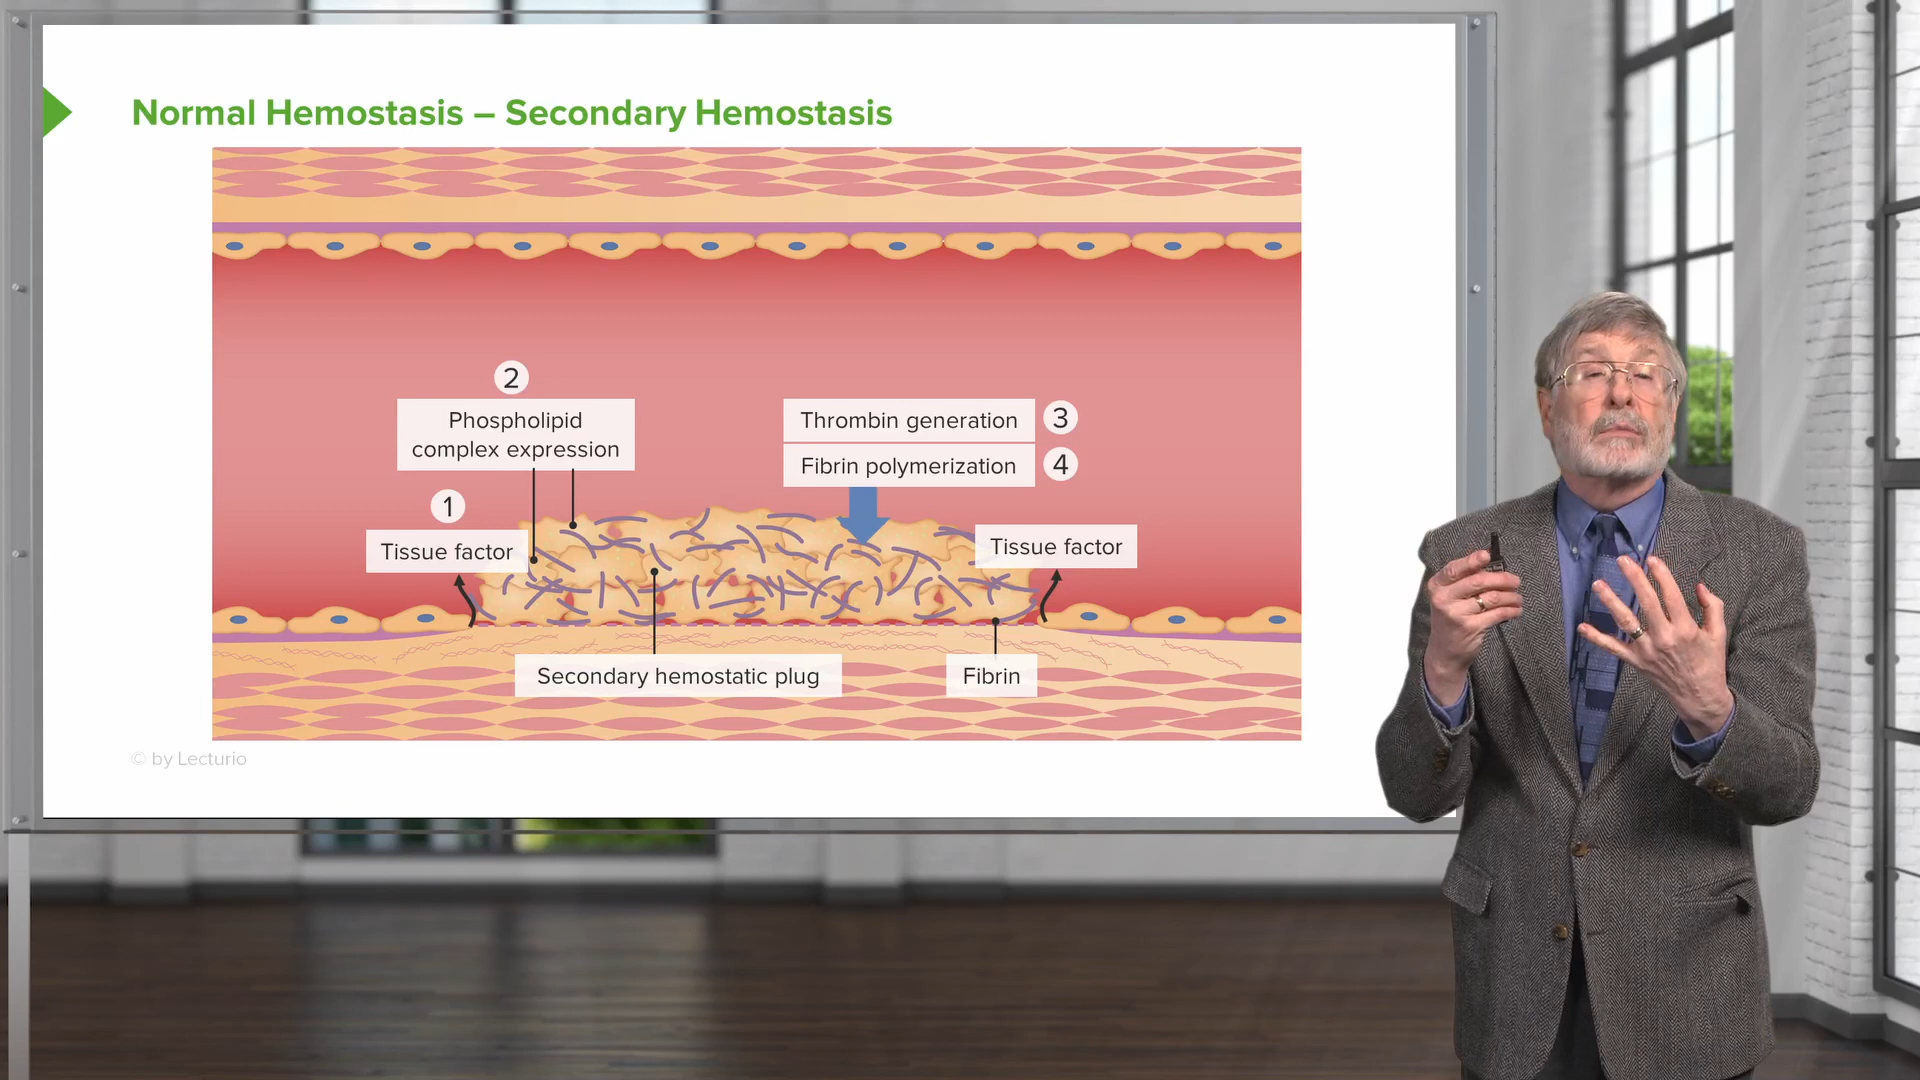 Normal Hemostasis – Secondary Hemostasis
2
Phospholipid
complex expression
Thrombin generation
3
Fibrin polymerization
4
1
Tissue factor
Tissue factor
Secondary hemostatic plug
Fibrin
© by Lecturio